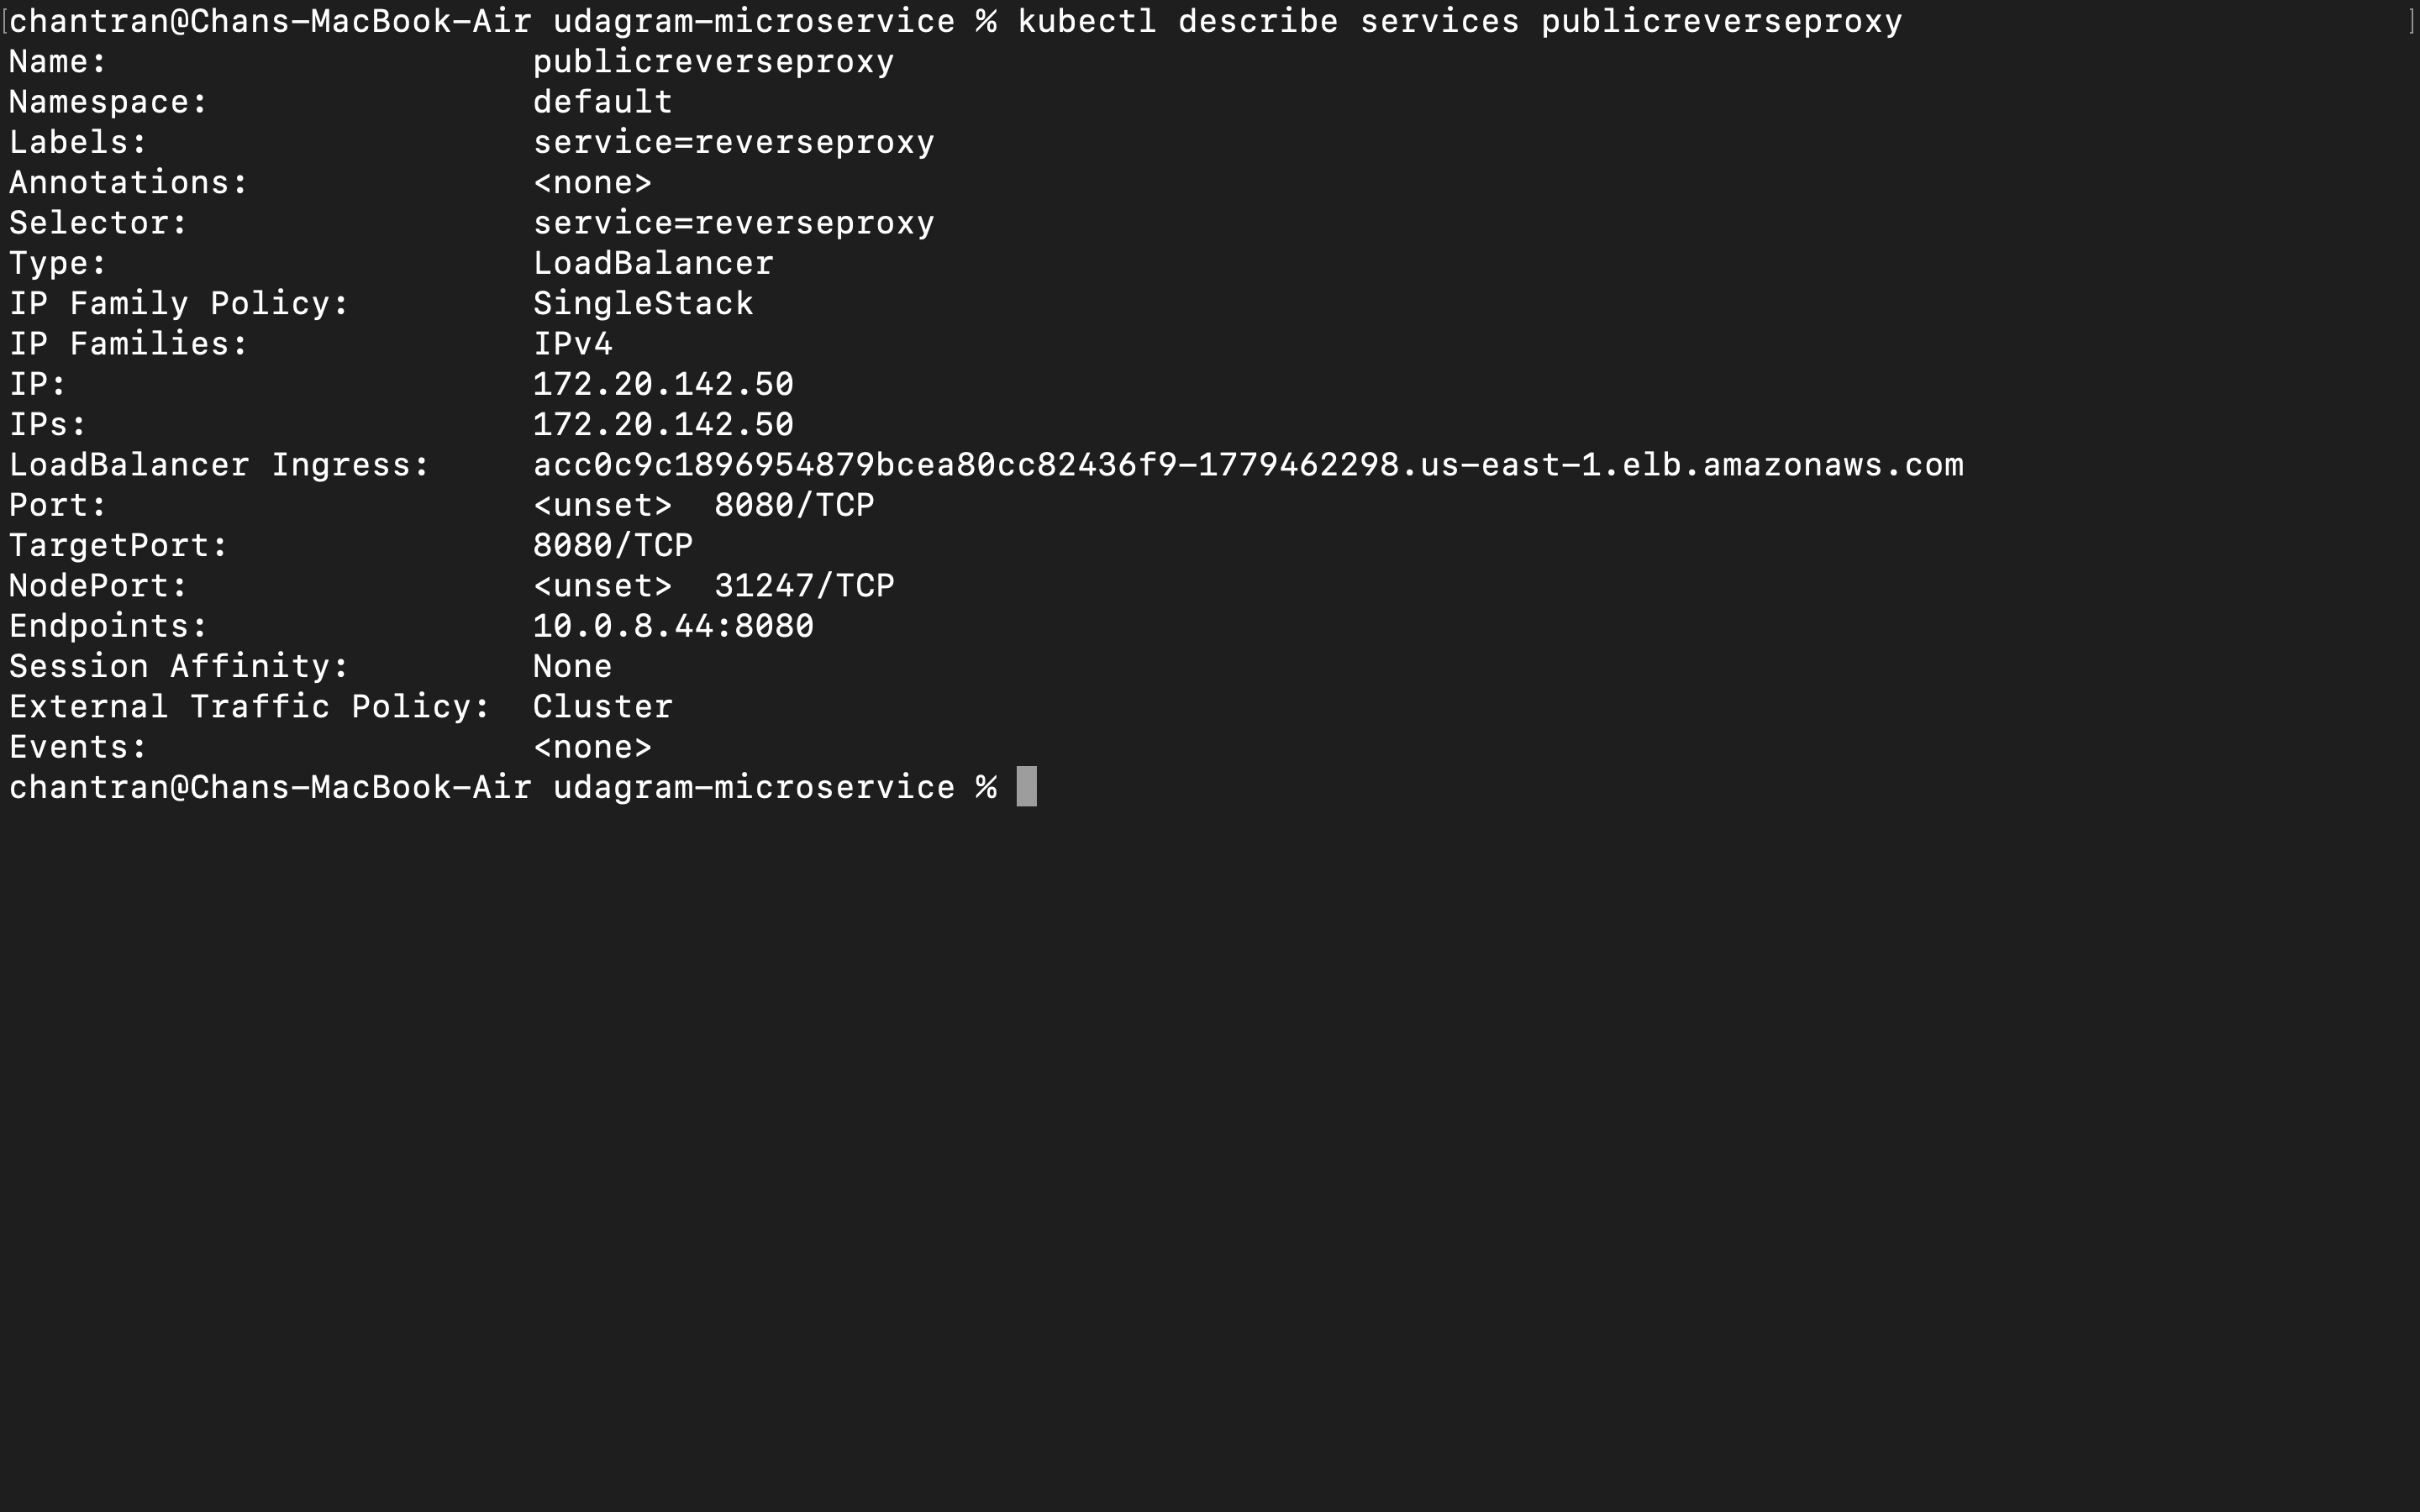 [chantran@Chans-MacBook-Air udagram-microservice % kubectl describe services publicreverseproxy ]
Name:                     publicreverseproxy
Namespace:                default
Labels:                   service=reverseproxy
Annotations:              <none>
Selector:                 service=reverseproxy
Type:                     LoadBalancer
IP Family Policy:         SingleStack
IP Families:              IPv4
IP:                       172.20.142.50
IPs:                      172.20.142.50
LoadBalancer Ingress:     acc0c9c1896954879bcea80cc82436f9-1779462298.us-east-1.elb.amazonaws.com
Port:                     <unset>  8080/TCP
TargetPort:               8080/TCP
NodePort:                 <unset>  31247/TCP
Endpoints:                10.0.8.44:8080
Session Affinity:         None
External Traffic Policy:  Cluster
Events:                   <none>
chantran@Chans-MacBook-Air udagram-microservice %